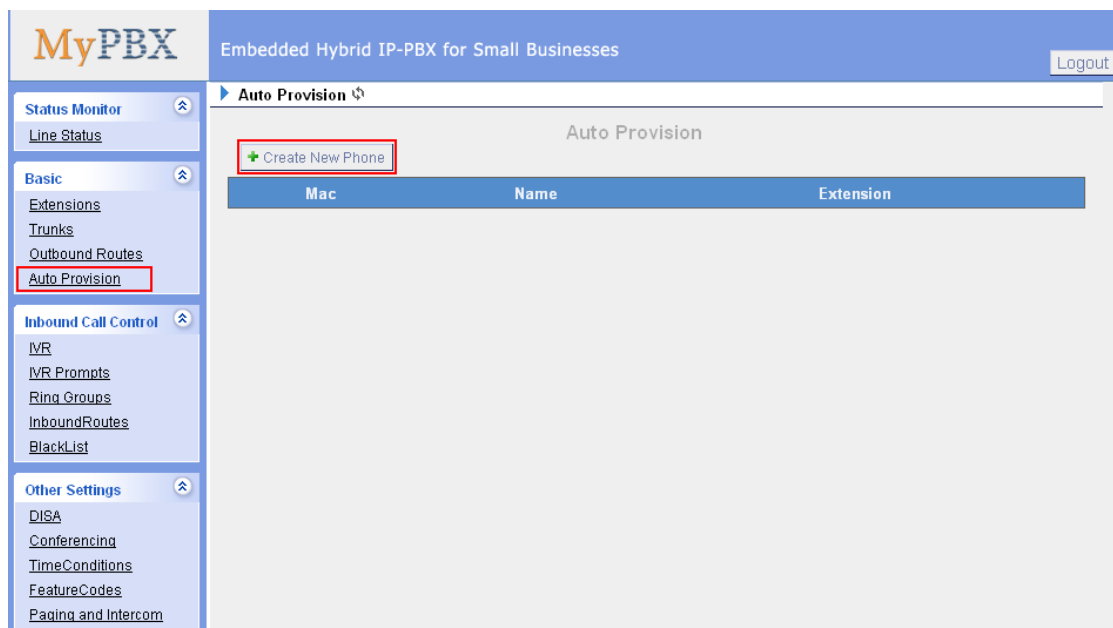 MyPBX
Embedded Hybrid IP-PBX for Small Businesses
Logout
Status Monitor
Line Status
Basic
Extensions
Trunks
Outbound Routes
Auto Provision
Inbound Call Control
IVR
IVR Prompts
Ring Groups
InboundRoutes
BlackList
Other Settings
DISA
Conferencing
TimeConditions
FeatureCodes
Paging and Intercom
Auto Provision
Auto Provision
Create New Phone
Mac Name Extension